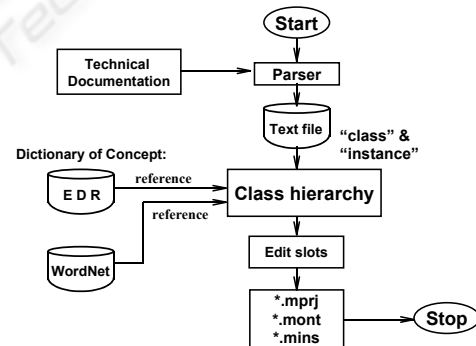 Start
Technical
Documentation
Parser
Text file
“class” &
“instance”
Dictionary of Concept:
E D R
reference
reference
Class hierarchy
WordNet
Edit slots
*.mprj
*.mont
*.mins
Stop